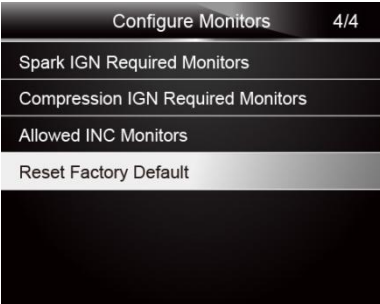 Configure Monitors 4/4
Spark IGN Required Monitors
Compression IGN Required Monitors
Allowed INC Monitors
Reset Factory Default